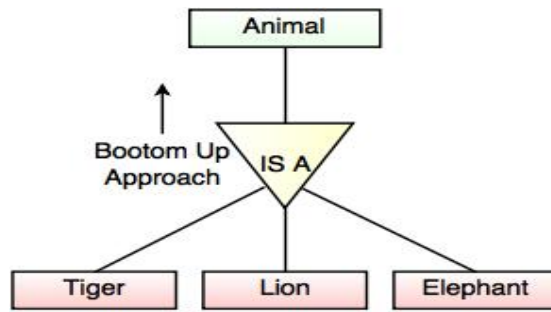 Animal
Bootom Up
Approach
IS A
Tiger
Lion
Elephant